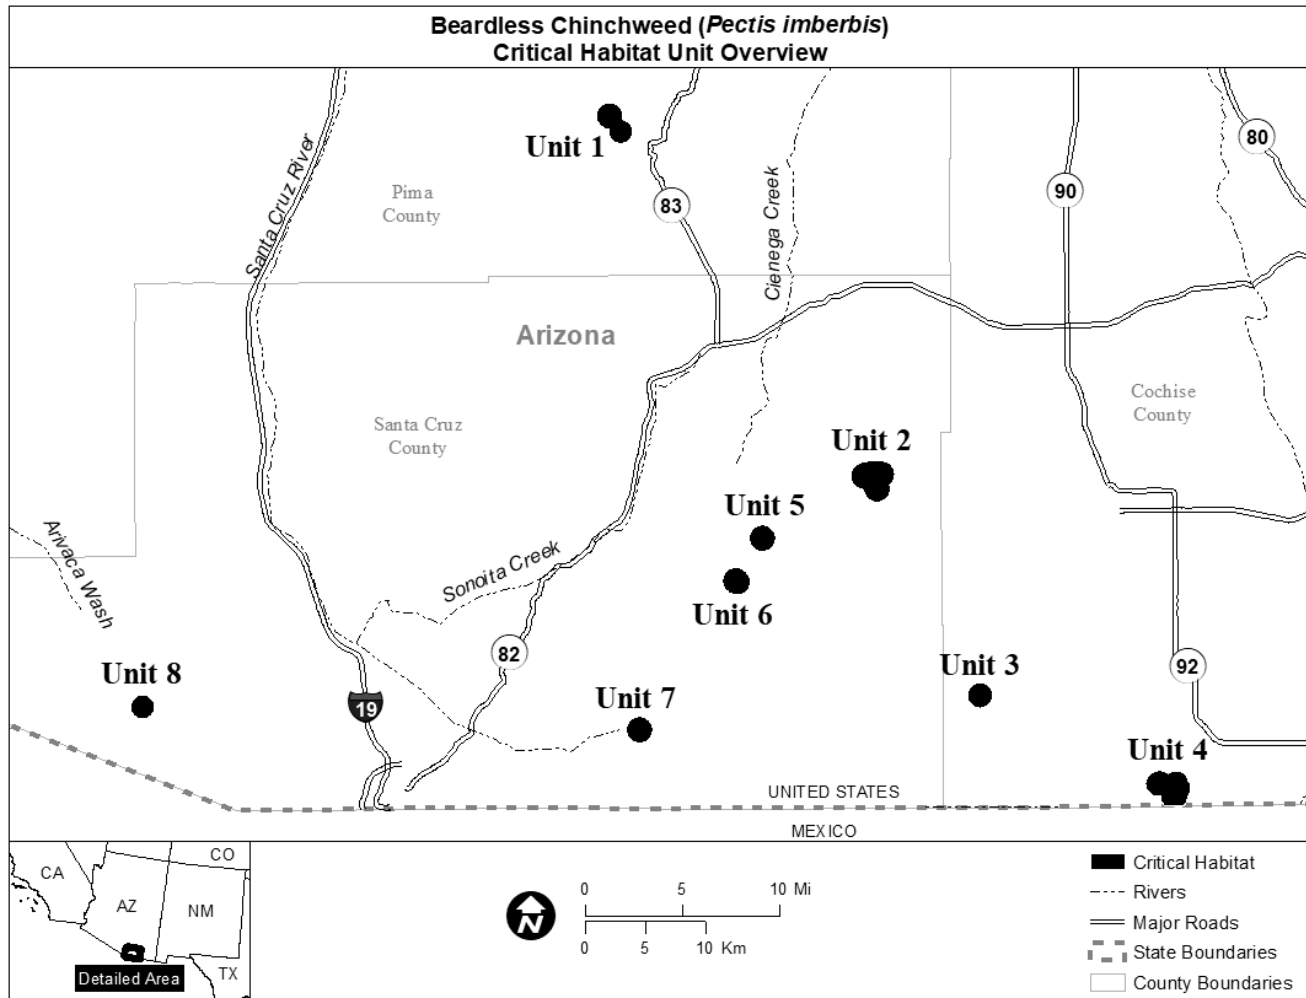 Beardless Chinchweed (Pectis imberbis)
Critical Habitat Unit Overview
Unit 1
Santa Cruz River
Pima
County
83
Cienega Creek
90
80
Arizona
Santa Cruz
County
Cochise
County
Unit 2
Unit 5
Arivaca Wash
Sonoita Creek
Unit 6
82
Unit 8
Unit 3
92
19
Unit 7
Unit 4
UNITED STATES
MEXICO
CA
CO
AZ
NM
TX
Detailed Area
N
0 5 10 Mi
0 5 10 Km
Critical Habitat
Rivers
Major Roads
State Boundaries
County Boundaries